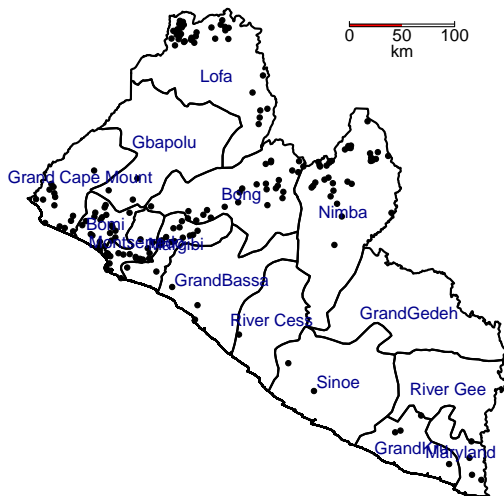 0 50 100
km
Lofa
Gbapolu
Grand Cape Mount
Bong
Nimba
Bomi
GrandBassa
GrandGedeh
River Cess
Sinoe
River Gee
Maryland